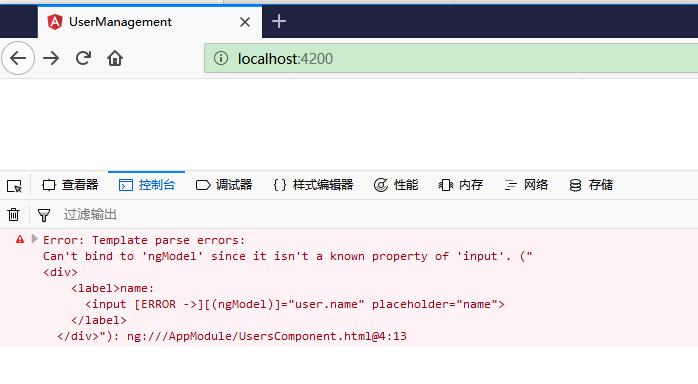 UserManagement
localhost:4200
查看器 控制台 调试器 {} 样式编辑器 性能 内存 网络 存储
过滤输出
Error: Template parse errors:
Can't bind to 'ngModel' since it isn't a known property of 'input'. ("
<div>
<label>name:
<input [ERROR ->][(ngModel)]="user.name" placeholder="name">
</label>
</div>"): ng:///AppModule/UsersComponent.html@4:13